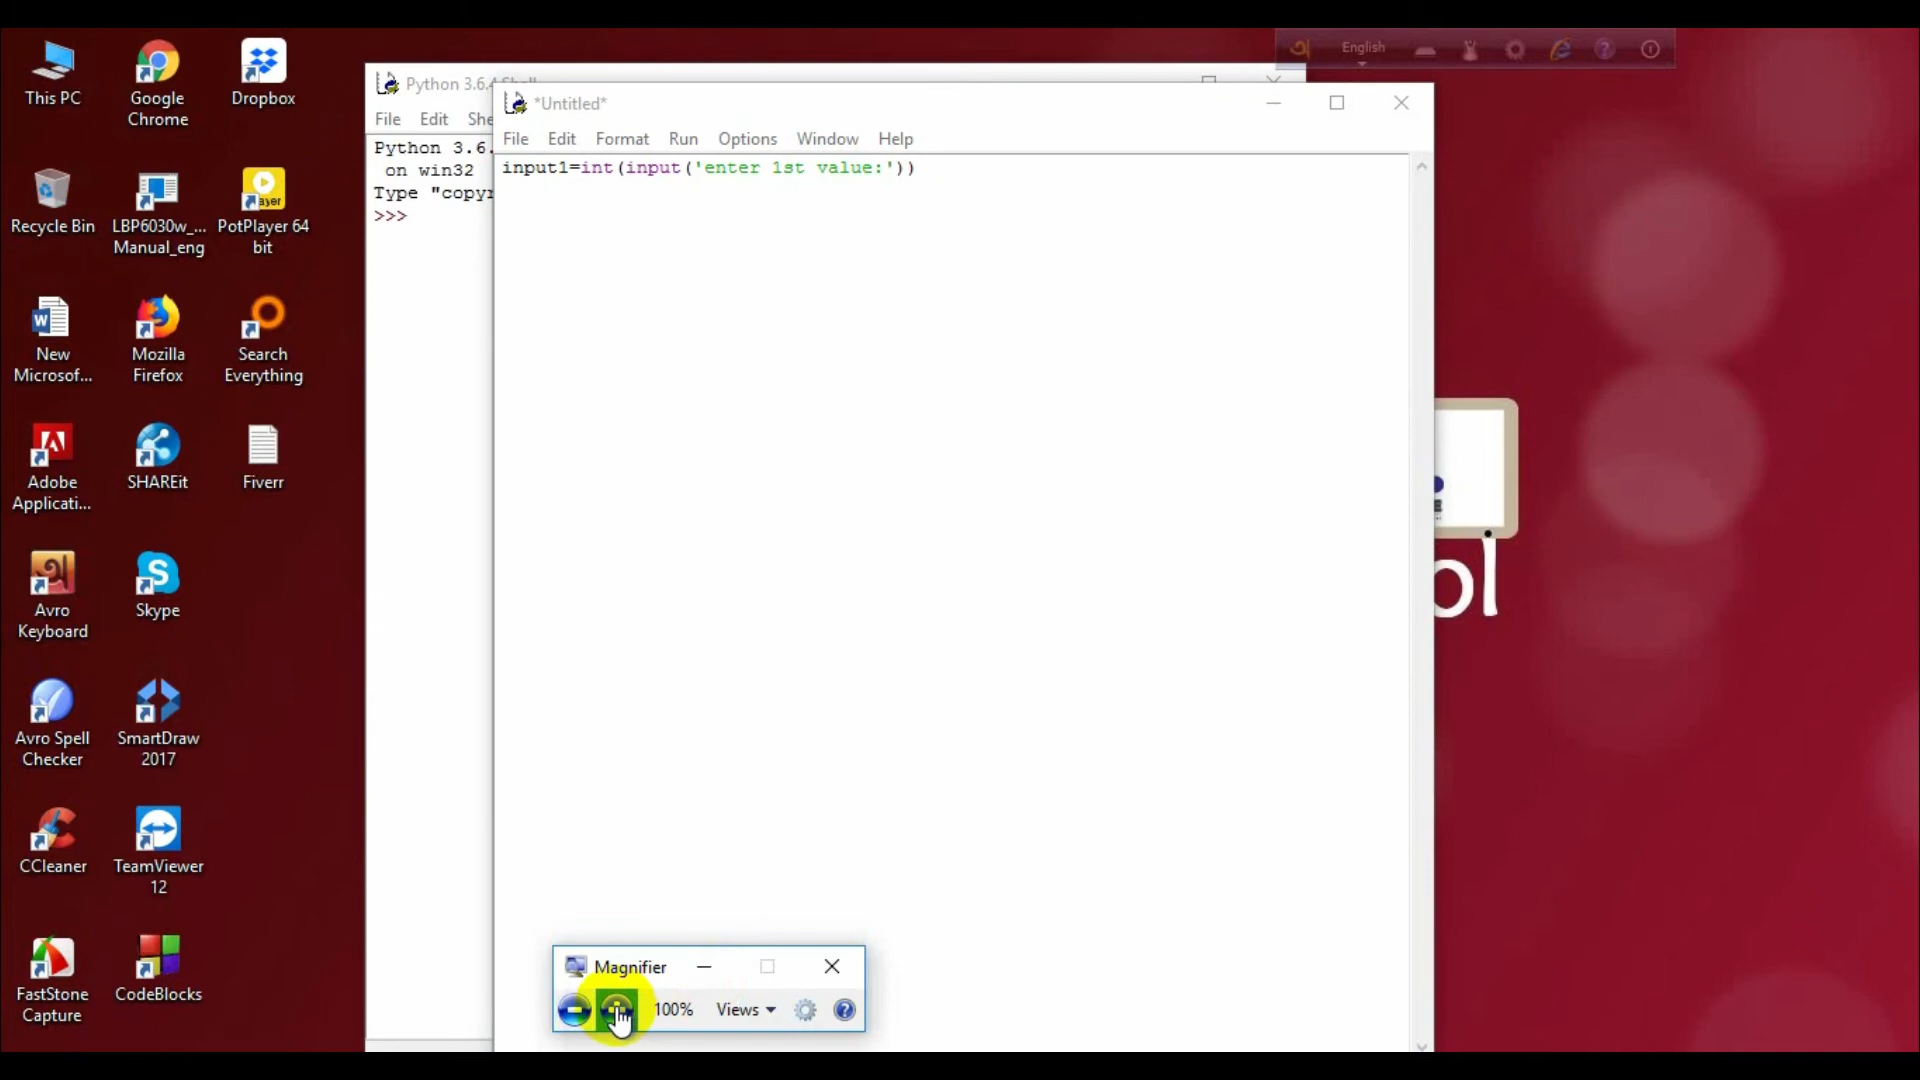 This PC
Google
Chrome
Dropbox
Recycle Bin
LBP6030w_...
Manual_eng
PotPlayer 64
bit
New
Microsof...
Mozilla
Firefox
Search
Everything
Adobe
Applicati...
SHAREit
Fiverr
Avro
Keyboard
Skype
Avro Spell
Checker
SmartDraw
2017
CCleaner
TeamViewer
12
FastStone
Capture
CodeBlocks
English
Python 3.6.4 Shell
File Edit She
Python 3.6.
on win32
Type "copyr
>>>
*Untitled*
File Edit Format Run Options Window Help
input1=int(input('enter 1st value:'))
ol
Magnifier
100% Views